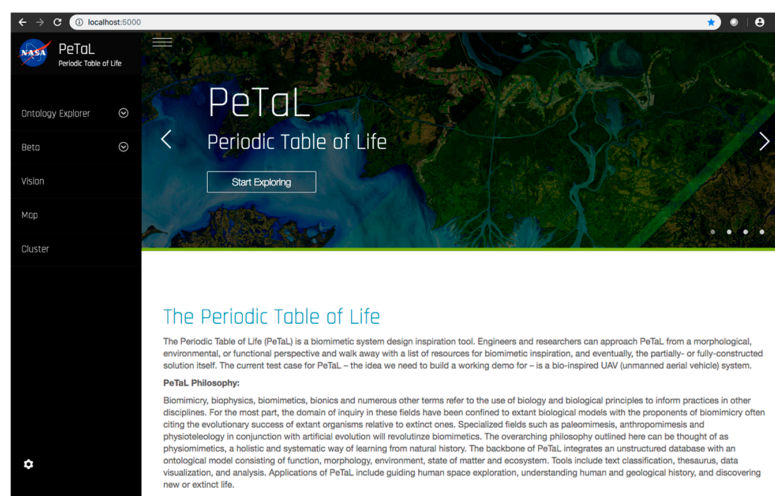 localhost:5000
NASA
PeTaL
Periodic Table of Life
Ontology Explorer
Beta
Vision
Map
Cluster
PeTaL
Periodic Table of Life
Start Exploring
The Periodic Table of Life
The Periodic Table of Life (PeTaL) is a biomimetic system design inspiration tool. Engineers and researchers can approach PeTaL from a morphological,
environmental, or functional perspective and walk away with a list of resources for biomimetic inspiration, and eventually, the partially- or fully-constructed
solution itself. The current test case for PeTaL – the idea we need to build a working demo for – is a bio-inspired UAV (unmanned aerial vehicle) system.
PeTaL Philosophy:
Biomimicry, biophysics, biomimetics, bionics and numerous other terms refer to the use of biology and biological principles to inform practices in other
disciplines. For the most part, the domain of inquiry in these fields have been confined to extant biological models with the proponents of biomimicry often
citing the evolutionary success of extant organisms relative to extinct ones. Specialized fields such as paleomimesis, anthropomimesis and
physioteleology in conjunction with artificial evolution will revolutinze biomimetics. The overarching philosophy outlined here can be thought of as
physiomimetics, a holistic and systematic way of learning from natural history. The backbone of PeTaL integrates an unstructured database with an
ontological model consisting of function, morphology, environment, state of matter and ecosystem. Tools include text classification, thesaurus, data
visualization, and analysis. Applications of PeTaL include guiding human space exploration, understanding human and geological history, and discovering
new or extinct life.